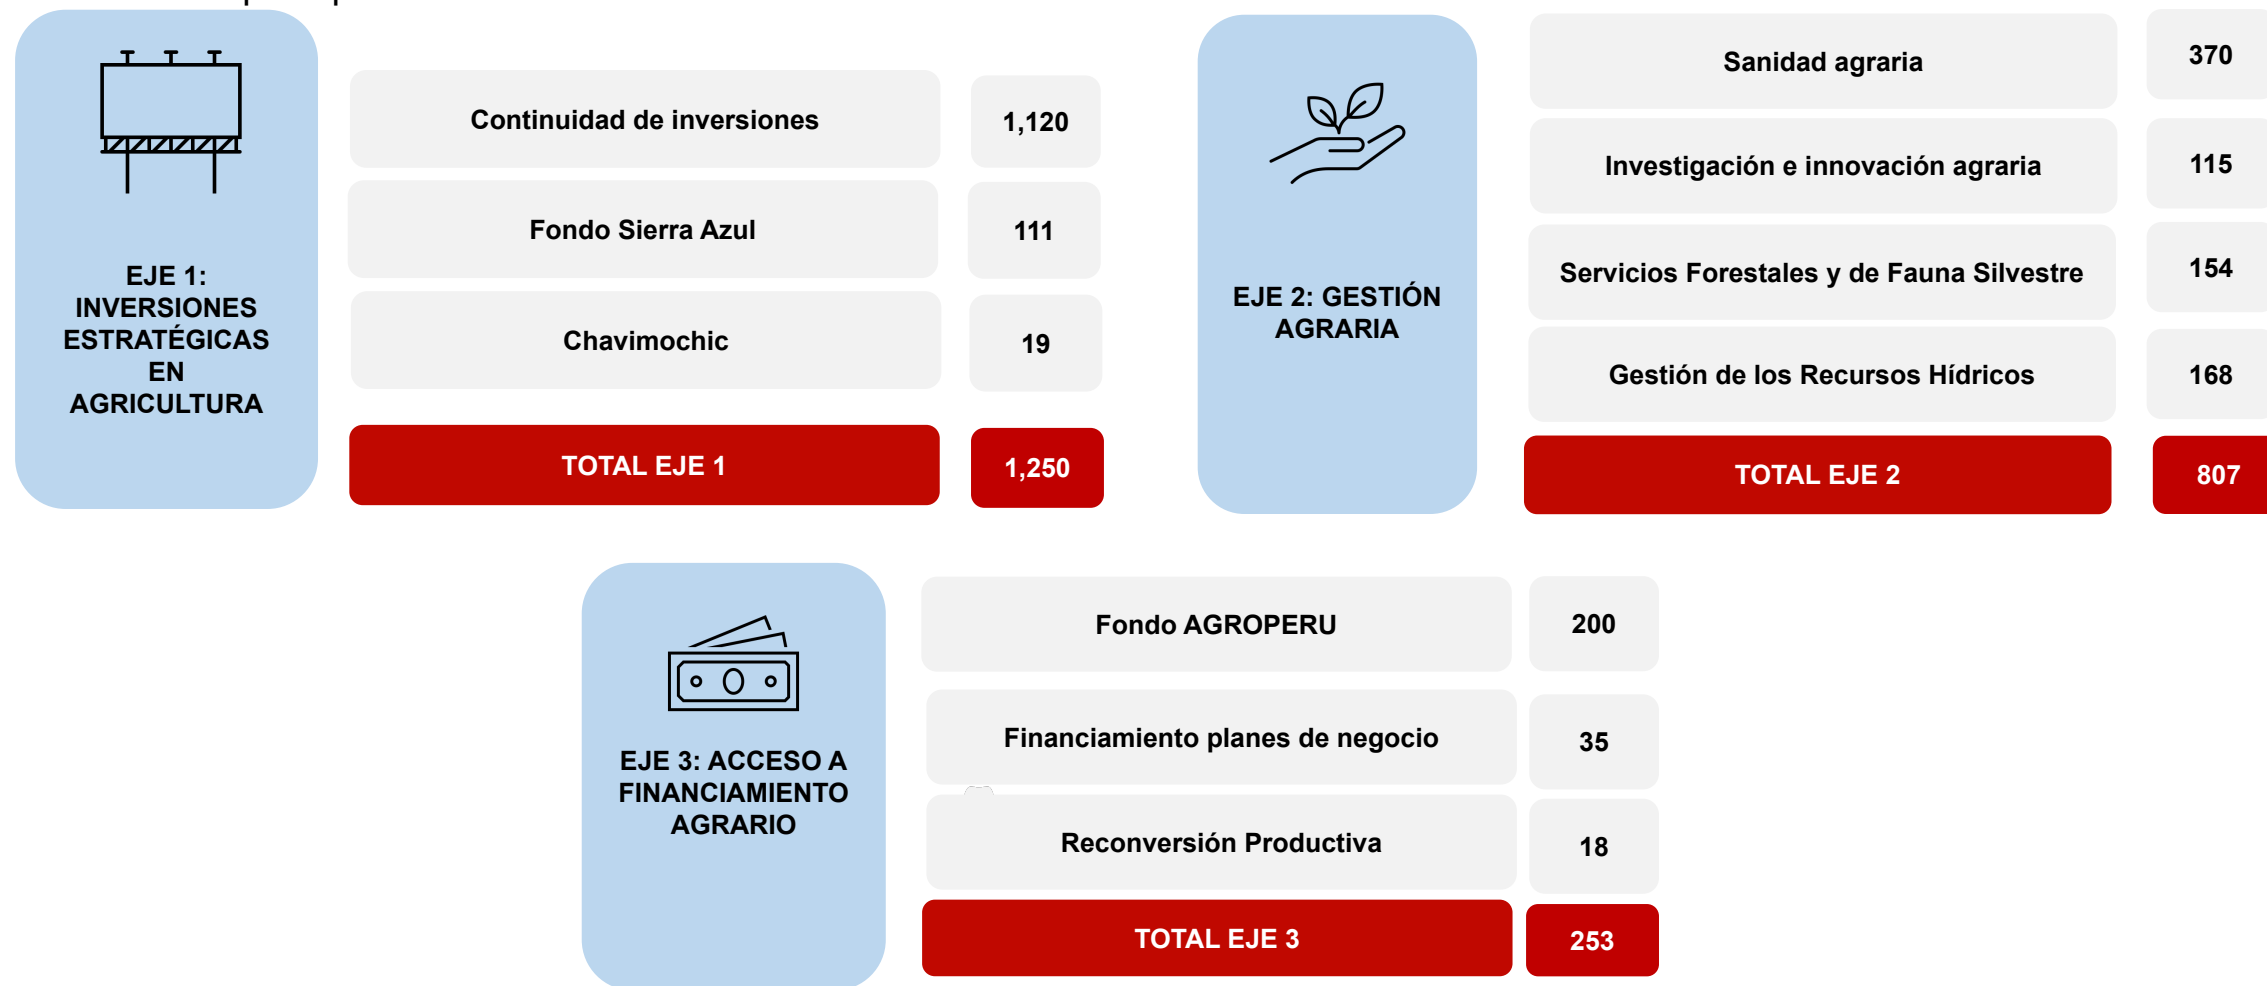 EJE 1:
INVERSIONES
ESTRATÉGICAS
EN
AGRICULTURA
Continuidad de inversiones
1,120
Fondo Sierra Azul
111
Chavimochic
19
TOTAL EJE 1
1,250
EJE 2: GESTIÓN
AGRARIA
Sanidad agraria
370
Investigación e innovación agraria
115
Servicios Forestales y de Fauna Silvestre
154
Gestión de los Recursos Hídricos
168
TOTAL EJE 2
807
EJE 3: ACCESO A
FINANCIAMIENTO
AGRARIO
Fondo AGROPERU
200
Financiamiento planes de negocio
35
Reconversión Productiva
18
TOTAL EJE 3
253